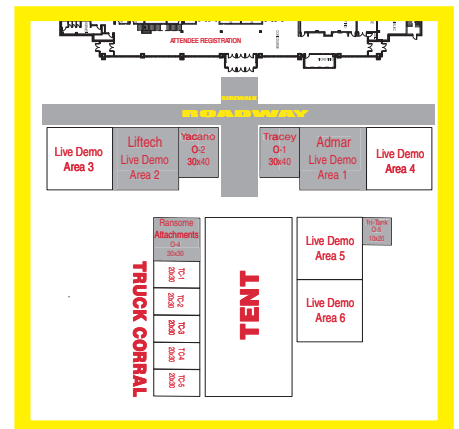 ATTENDEE REGISTRATION
SIDEWALK
ROADWAY
Live Demo
Area 3
Liftech
Live Demo
Area 2
Yacano
O-2
30x40
Tracey
O-1
30x40
Admar
Live Demo
Area 1
Live Demo
Area 4
Ransome
Attachments
O-4
30x30
TRUCK CORRAL
TC-1
20x30
TC-2
20x30
TC-3
20x30
TC-4
20x30
TC-5
20x30
TENT
Live Demo
Area 5
Tri-Tank
O-5
10x20
Live Demo
Area 6